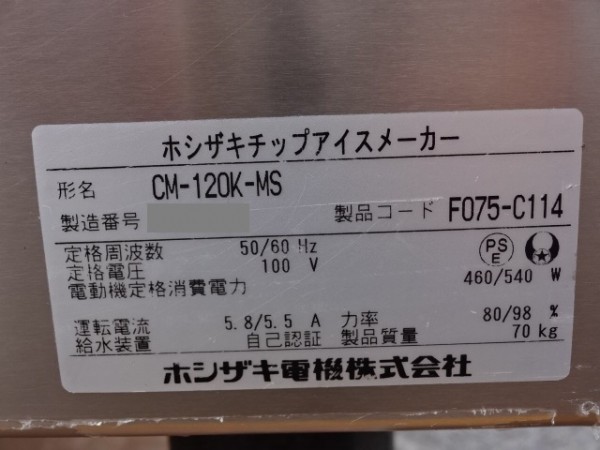 ホシザキチップアイスメーカー
形名 CM-120K-MS
製造番号 製品コード F075-C114
定格周波数 50/60 Hz PSE
定格電圧 100 V
電動機定格消費電力 460/540 W
運転電流 5.8/5.5 A 力率 80/98 %
給水装置 自己認証 製品質量 70 kg
ホシザキ電機株式会社